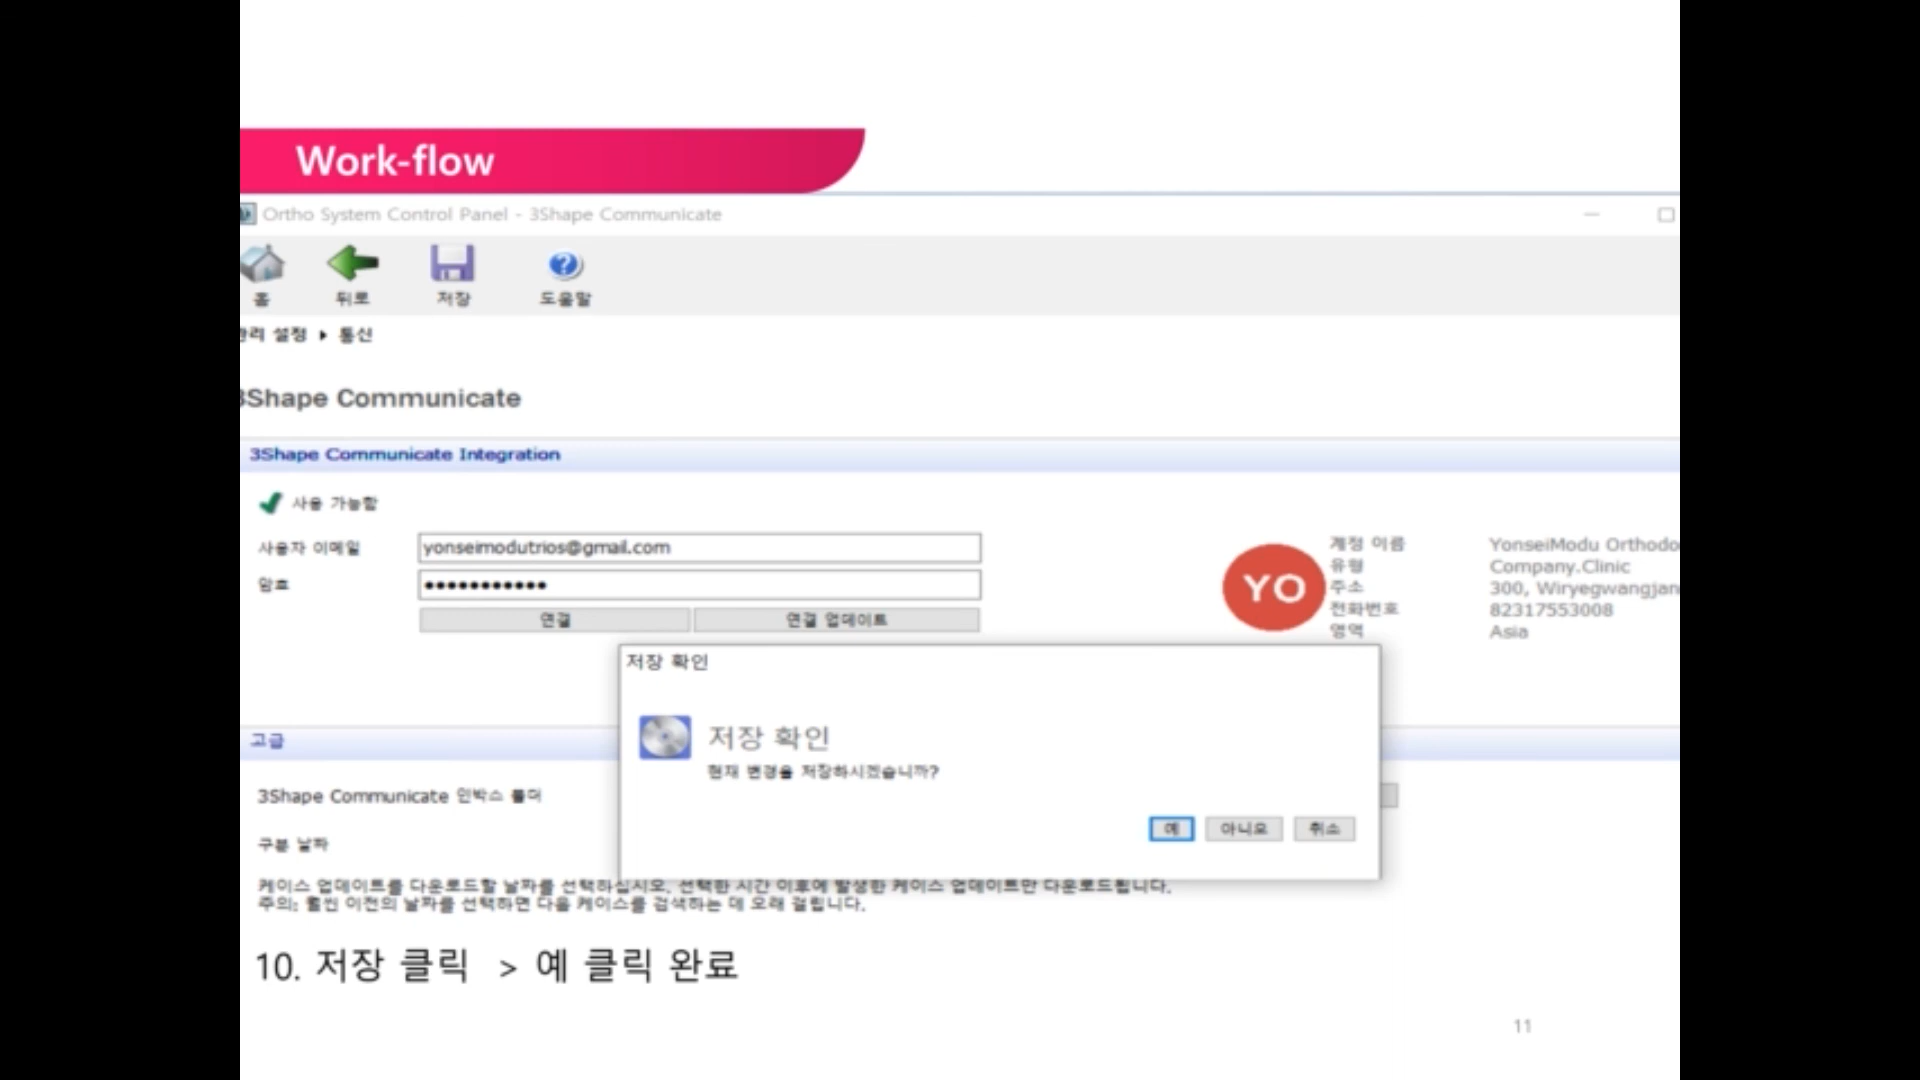 Work-flow
Ortho System Control Panel - 3Shape Communicate
홈 뒤로 저장 도움말
관리 설정 ▸ 통신
3Shape Communicate
3Shape Communicate Integration
사용 가능함
사용자 이메일 yonseimodutrios@gmail.com
암호 ●●●●●●●●●●●
연결 연결 업데이트
YO
계정 이름 YonseiModu Orthodo
유형 Company.Clinic
주소 300, Wiryegwangjan
전화번호 82317553008
영역 Asia
저장 확인
저장 확인
현재 변경을 저장하시겠습니까?
예 아니요 취소
고급
3Shape Communicate 인박스 폴더
구분 날짜
케이스 업데이트를 다운로드할 날짜를 선택하십시오. 선택한 시간 이후에 발생한 케이스 업데이트만 다운로드됩니다.
주의: 훨씬 이전의 날짜를 선택하면 다음 케이스를 검색하는 데 오래 걸립니다.
10. 저장 클릭 > 예 클릭 완료
11